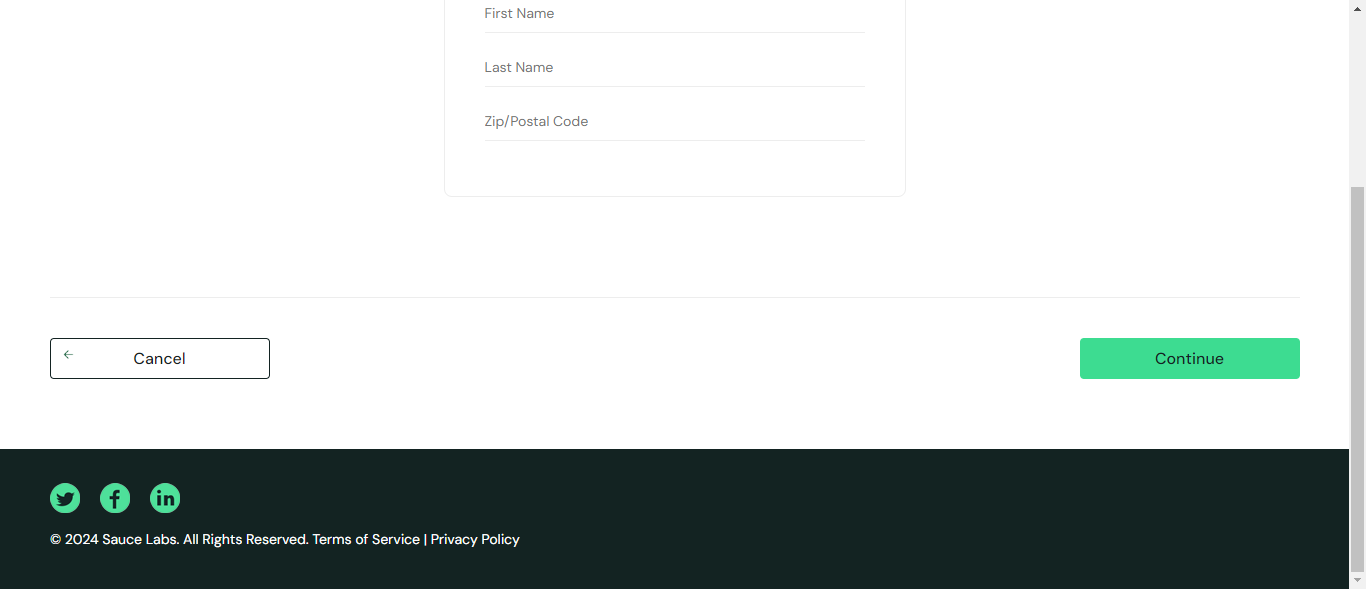 First Name
Last Name
Zip/Postal Code
Cancel
Continue
© 2024 Sauce Labs. All Rights Reserved. Terms of Service | Privacy Policy